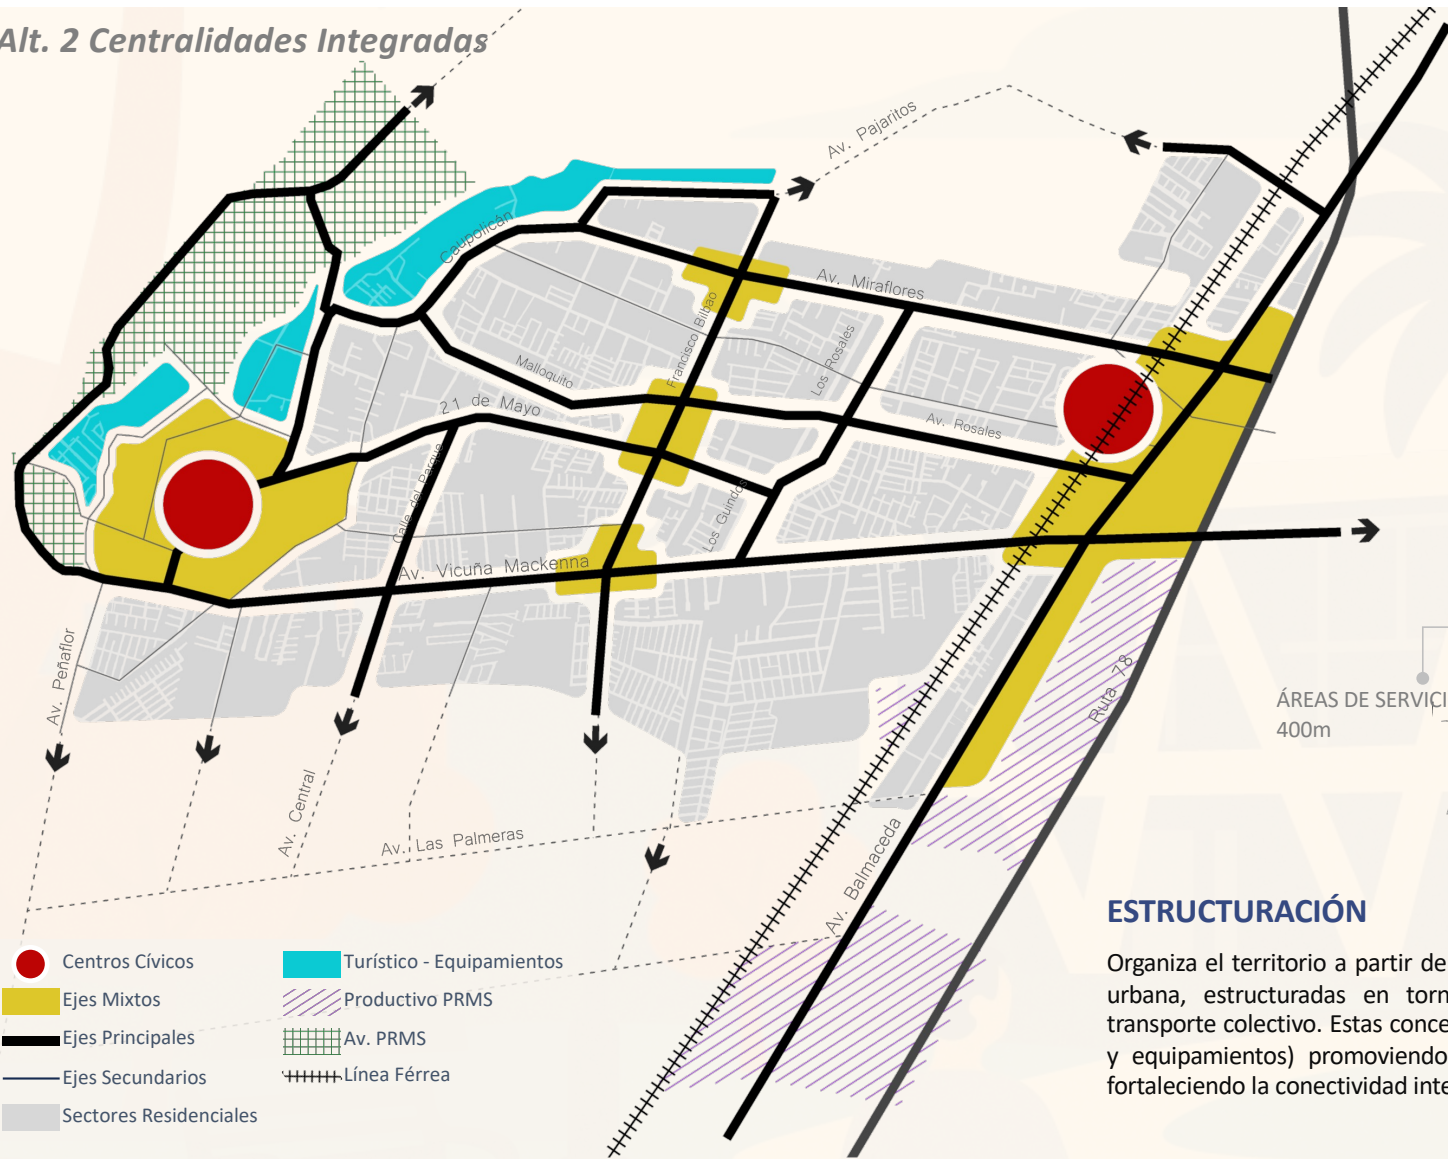 Alt. 2 Centralidades Integradas
Av. Pajaritos
Caupolicán
Av. Miraflores
Francisco Bilbao
Los Rosales
Malloquito
21 de Mayo
Av. Rosales
Calle del Parque
Los Guindos
Av. Vicuña Mackenna
Av. Peñaflor
Ruta 78
ÁREAS DE SERVICI
400m
Av. Central
Av. Las Palmeras
Av. Balmaceda
Centros Cívicos
Ejes Mixtos
Ejes Principales
Ejes Secundarios
Sectores Residenciales
Turístico - Equipamientos
Productivo PRMS
Av. PRMS
Línea Férrea
ESTRUCTURACIÓN
Organiza el territorio a partir de
urbana, estructuradas en torn
transporte colectivo. Estas conce
y equipamientos) promoviendo
fortaleciendo la conectividad inte